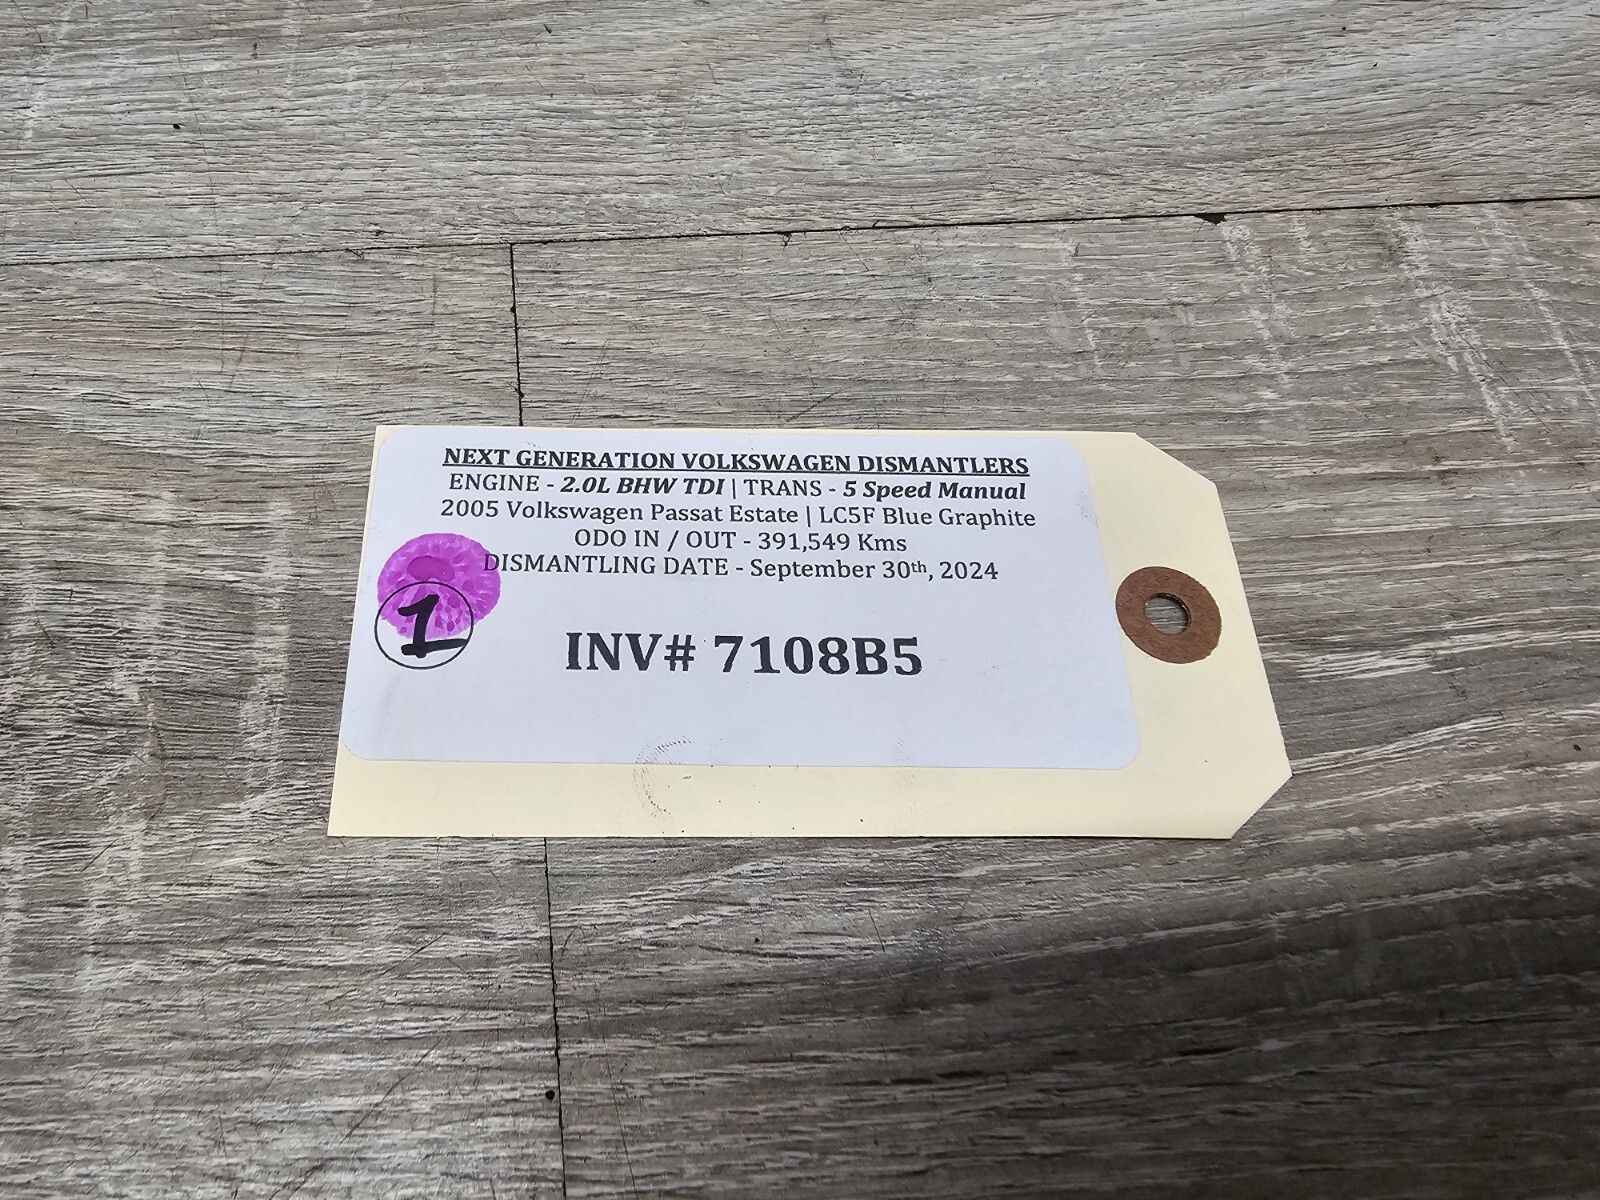 NEXT GENERATION VOLKSWAGEN DISMANTLERS
ENGINE - 2.0L BHW TDI | TRANS - 5 Speed Manual
2005 Volkswagen Passat Estate | LC5F Blue Graphite
ODO IN / OUT - 391,549 Kms
DISMANTLING DATE - September 30th, 2024
1
INV# 7108B5